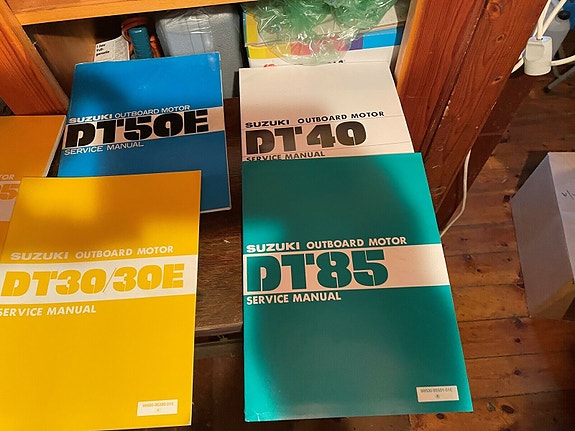 SUZUKI OUTBOARD MOTOR
DT50E
SERVICE MANUAL
SUZUKI OUTBOARD MOTOR
DT40
SERVICE MANUAL
SUZUKI OUTBOARD MOTOR
DT30/30E
SERVICE MANUAL
SUZUKI OUTBOARD MOTOR
DT85
SERVICE MANUAL